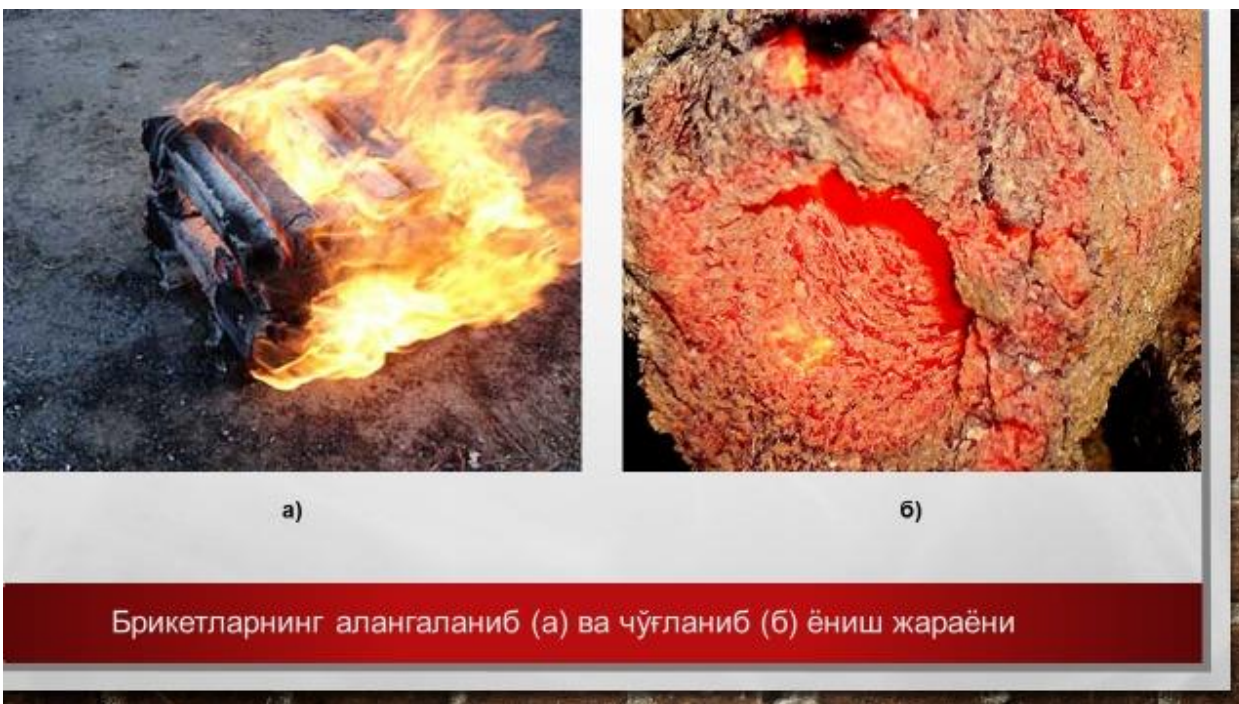 а)
б)
Брикетларнинг алангаланиб (а) ва чўғланиб (б) ёниш жараёни